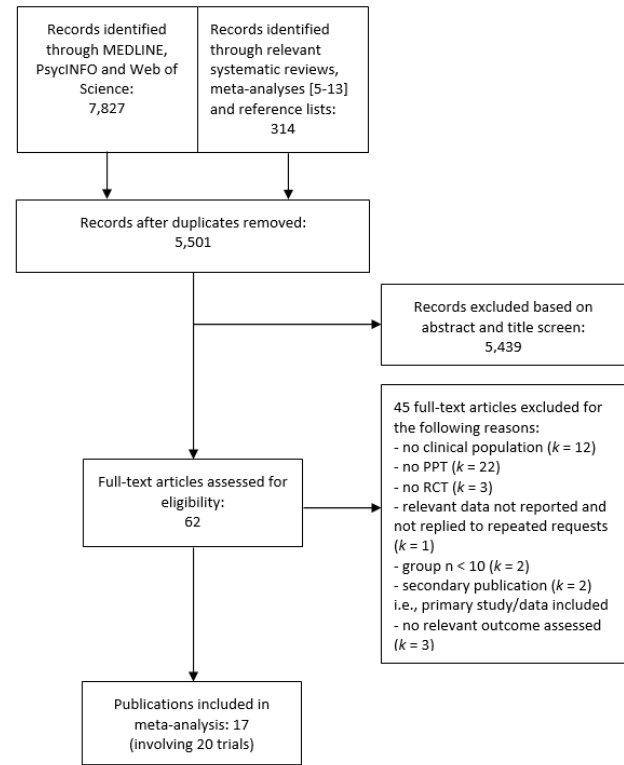 Records identified
through MEDLINE,
PsycINFO and Web of
Science:
7,827
Records identified
through relevant
systematic reviews,
meta-analyses [5-13]
and reference lists:
314
Records after duplicates removed:
5,501
Records excluded based on
abstract and title screen:
5,439
45 full-text articles excluded for
the following reasons:
- no clinical population (k = 12)
- no PPT (k = 22)
- no RCT (k = 3)
- relevant data not reported and
not replied to repeated requests
(k = 1)
- group n < 10 (k = 2)
- secondary publication (k = 2)
i.e., primary study/data included
- no relevant outcome assessed
(k = 3)
Full-text articles assessed for
eligibility:
62
Publications included in
meta-analysis: 17
(involving 20 trials)